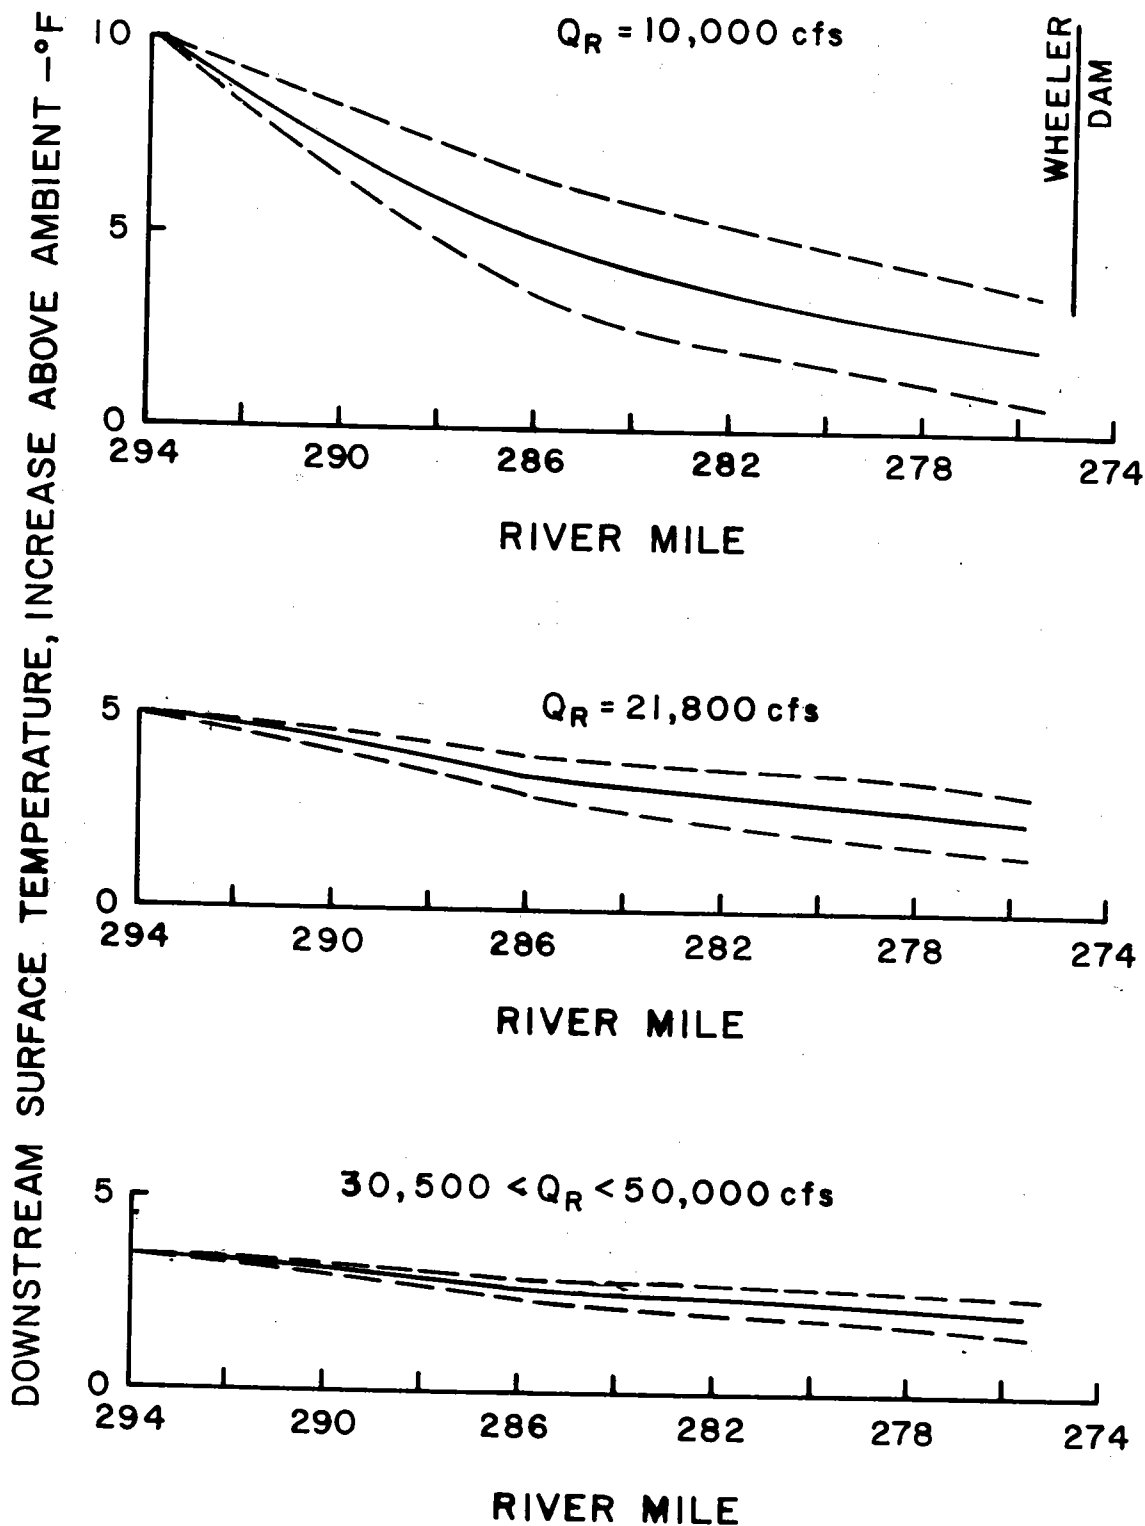 DOWNSTREAM SURFACE TEMPERATURE, INCREASE ABOVE AMBIENT –°F
Q_R = 10,000 cfs
WHEELER
DAM
10
5
0
294 290 286 282 278 274
RIVER MILE
Q_R = 21,800 cfs
5
0
294 290 286 282 278 274
RIVER MILE
30,500 < Q_R < 50,000 cfs
5
0
294 290 286 282 278 274
RIVER MILE